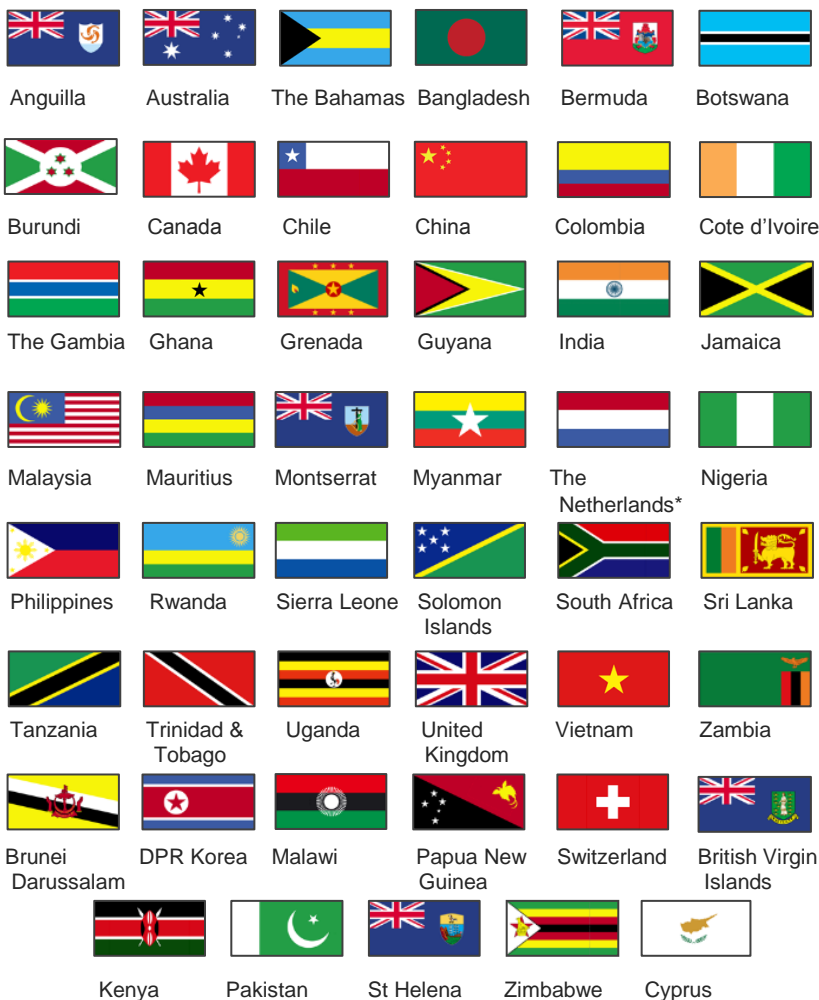 Anguilla Australia The Bahamas Bangladesh Bermuda Botswana
Burundi Canada Chile China Colombia Cote d’Ivoire
The Gambia Ghana Grenada Guyana India Jamaica
Malaysia Mauritius Montserrat Myanmar The Nigeria
Netherlands*
Philippines Rwanda Sierra Leone Solomon South Africa Sri Lanka
Islands
Tanzania Trinidad & Uganda United Vietnam Zambia
Tobago Kingdom
Brunei DPR Korea Malawi Papua New Switzerland British Virgin
Darussalam Guinea Islands
Kenya Pakistan St Helena Zimbabwe Cyprus